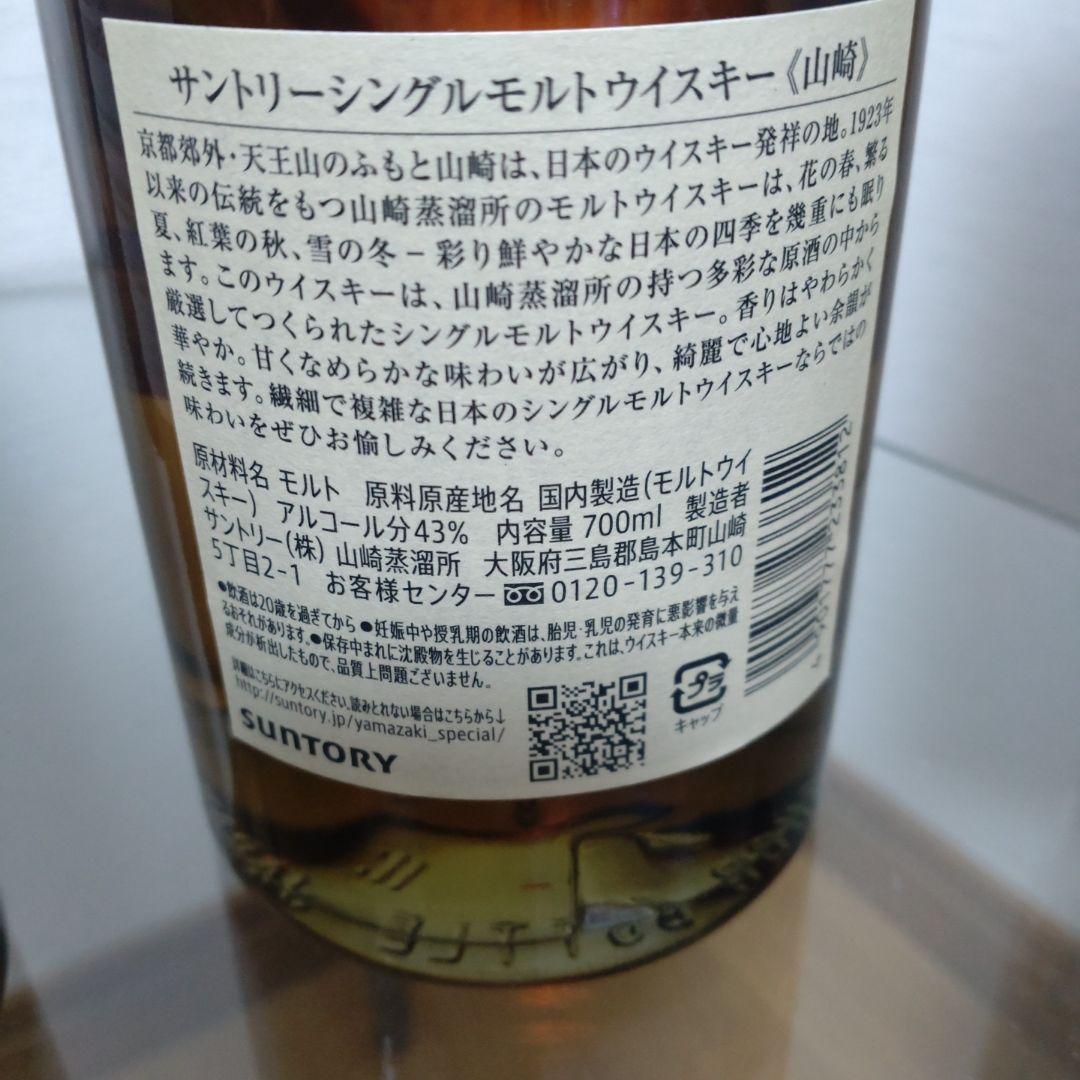 サントリーシングルモルトウイスキー《山崎》
京都郊外・天王山のふもと山崎は、日本のウイスキー発祥の地。1923年
以来の伝統をもつ山崎蒸溜所のモルトウイスキーは、花の春、繁る
夏、紅葉の秋、雪の冬－彩り鮮やかな日本の四季を幾重にも眠り
ます。このウイスキーは、山崎蒸溜所の持つ多彩な原酒の中から
厳選してつくられたシングルモルトウイスキー。香りはやわらかく
華やか。甘くなめらかな味わいが広がり、綺麗で心地よい余韻が
続きます。繊細で複雑な日本のシングルモルトウイスキーならではの
味わいをぜひお愉しみください。
原材料名 モルト 原料原産地名 国内製造(モルトウイ
スキー) アルコール分43% 内容量 700ml 製造者
サントリー(株) 山崎蒸溜所 大阪府三島郡島本町山崎
5丁目2-1 お客様センター 0120-139-310
●飲酒は20歳を過ぎてから ●妊娠中や授乳期の飲酒は、胎児・乳児の発育に悪影響を与え
るおそれがあります。●保存中まれに沈殿物を生じることがあります。これは、ウイスキー本来の微量
成分が析出したもので、品質上問題ございません。
詳細はこちらにアクセスください。読みとれない場合はこちらから↓
http://suntory.jp/yamazaki_special/
SUNTORY
プラ
キャップ